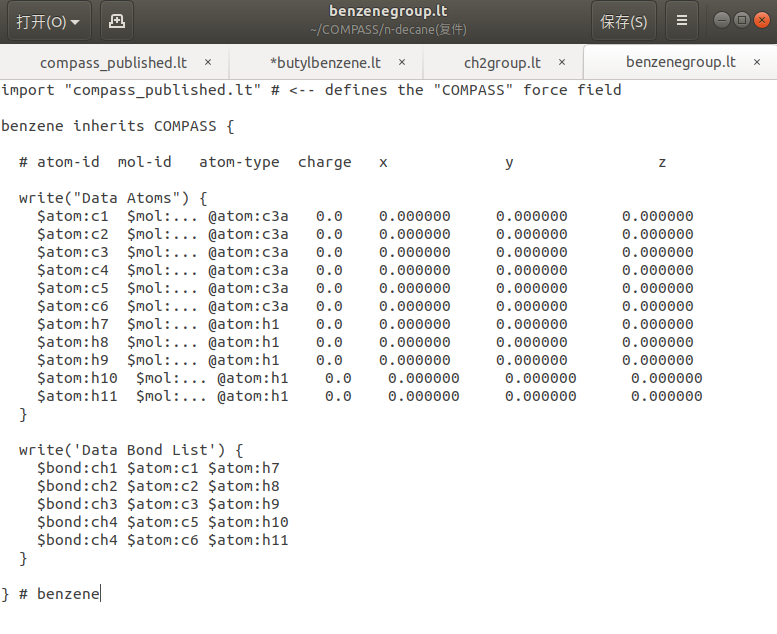 打开(O)
benzenegroup.lt
~/COMPASS/n-decane(复件)
保存(S)
compass_published.lt ×
*butylbenzene.lt ×
ch2group.lt ×
benzenegroup.lt ×
import "compass_published.lt" # <-- defines the "COMPASS" force field
benzene inherits COMPASS {
# atom-id mol-id atom-type charge x y z
write("Data Atoms") {
$atom:c1 $mol:... @atom:c3a 0.0 0.000000 0.000000 0.000000
$atom:c2 $mol:... @atom:c3a 0.0 0.000000 0.000000 0.000000
$atom:c3 $mol:... @atom:c3a 0.0 0.000000 0.000000 0.000000
$atom:c4 $mol:... @atom:c3a 0.0 0.000000 0.000000 0.000000
$atom:c5 $mol:... @atom:c3a 0.0 0.000000 0.000000 0.000000
$atom:c6 $mol:... @atom:c3a 0.0 0.000000 0.000000 0.000000
$atom:h7 $mol:... @atom:h1 0.0 0.000000 0.000000 0.000000
$atom:h8 $mol:... @atom:h1 0.0 0.000000 0.000000 0.000000
$atom:h9 $mol:... @atom:h1 0.0 0.000000 0.000000 0.000000
$atom:h10 $mol:... @atom:h1 0.0 0.000000 0.000000 0.000000
$atom:h11 $mol:... @atom:h1 0.0 0.000000 0.000000 0.000000
}
write('Data Bond List') {
$bond:ch1 $atom:c1 $atom:h7
$bond:ch2 $atom:c2 $atom:h8
$bond:ch3 $atom:c3 $atom:h9
$bond:ch4 $atom:c5 $atom:h10
$bond:ch4 $atom:c6 $atom:h11
}
} # benzene